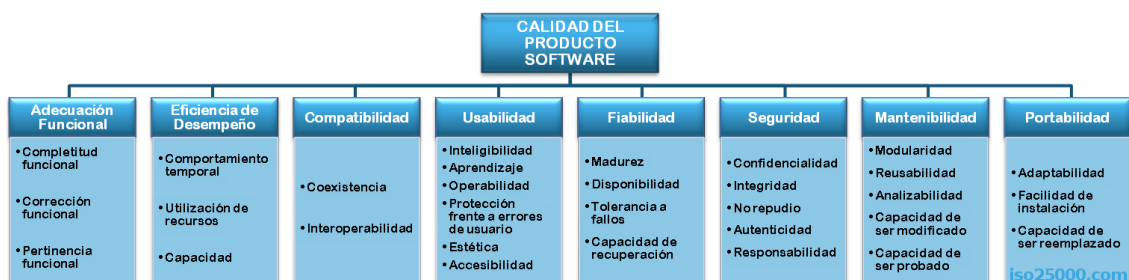 CALIDAD DEL
PRODUCTO
SOFTWARE
Adecuación
Funcional
• Completitud
funcional
• Corrección
funcional
• Pertinencia
funcional
Eficiencia de
Desempeño
• Comportamiento
temporal
• Utilización de
recursos
• Capacidad
Compatibilidad
• Coexistencia
• Interoperabilidad
Usabilidad
• Inteligibilidad
• Aprendizaje
• Operabilidad
• Protección
frente a errores
de usuario
• Estética
• Accesibilidad
Fiabilidad
• Madurez
• Disponibilidad
• Tolerancia a
fallos
• Capacidad de
recuperación
Seguridad
• Confidencialidad
• Integridad
• No repudio
• Autenticidad
• Responsabilidad
Mantenibilidad
• Modularidad
• Reusabilidad
• Analizabilidad
• Capacidad de
ser modificado
• Capacidad de
ser probado
Portabilidad
• Adaptabilidad
• Facilidad de
instalación
• Capacidad de
ser reemplazado
iso25000.com